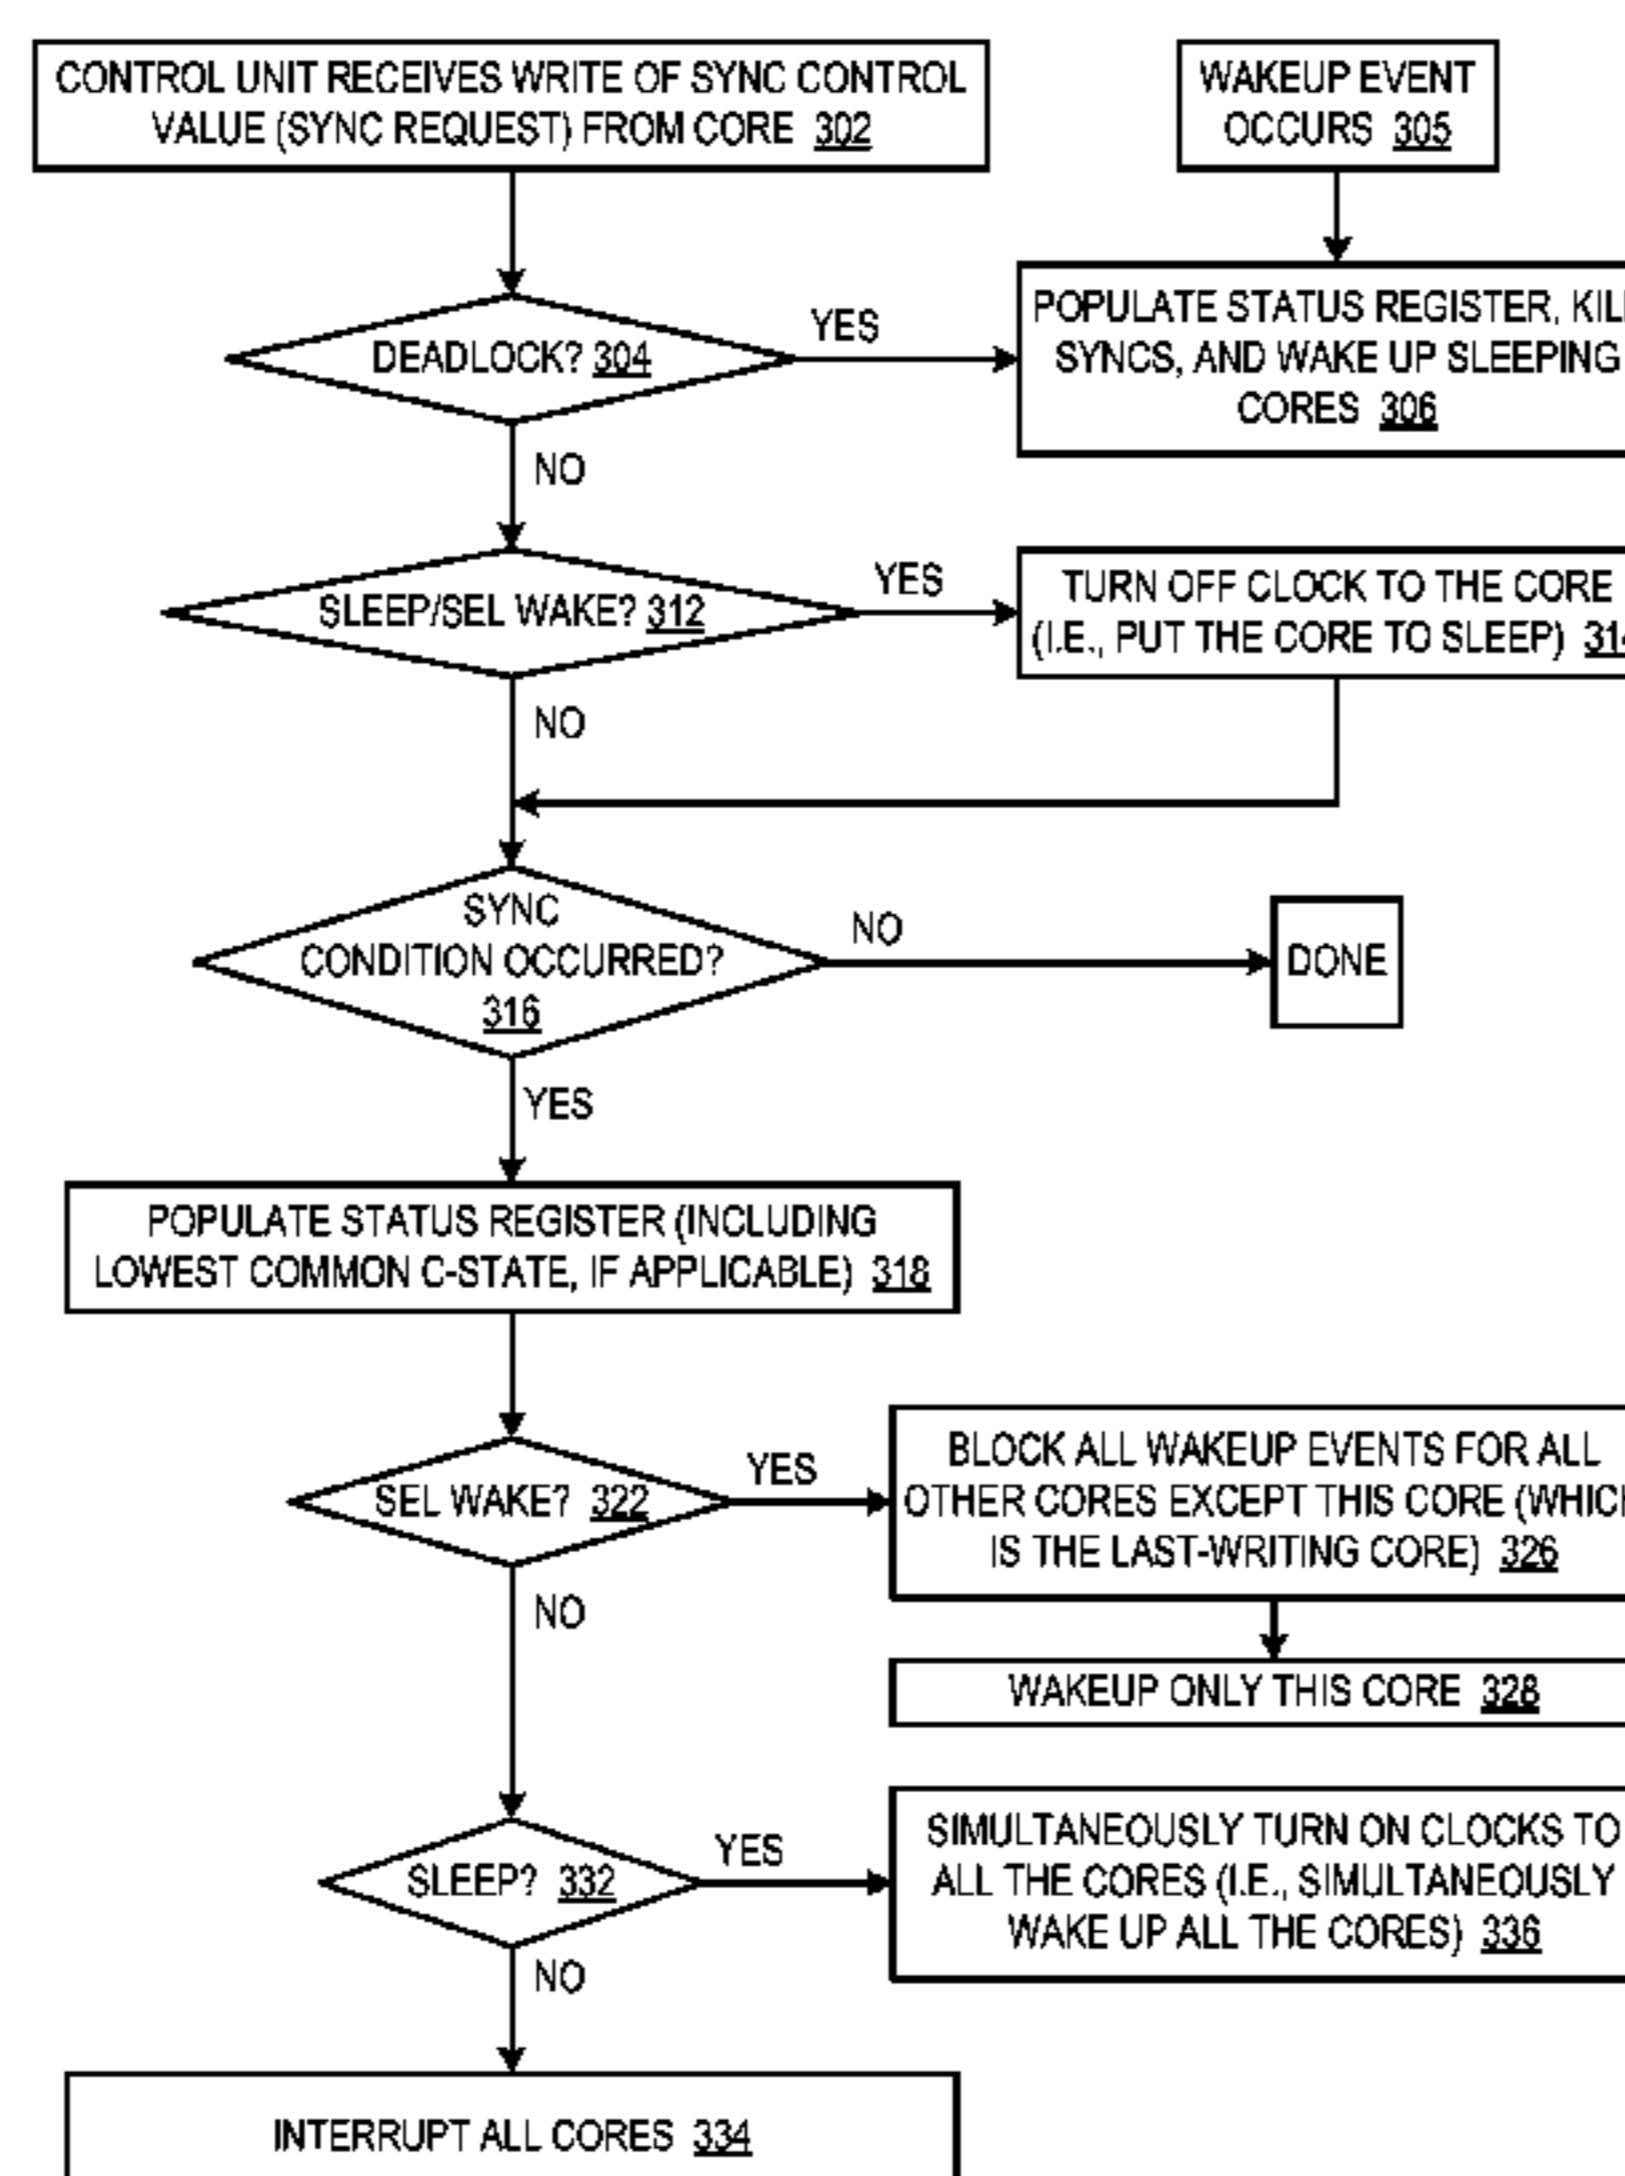 CONTROL UNIT RECEIVES WRITE OF SYNC CONTROL
VALUE (SYNC REQUEST) FROM CORE 302
WAKEUP EVENT
OCCURS 305
DEADLOCK? 304
YES
POPULATE STATUS REGISTER,
SYNCS, AND WAKE UP SLEEPING
CORES 306
NO
SLEEP/SEL WAKE? 312
YES
TURN OFF CLOCK TO THE CORE
(I.E., PUT THE CORE TO SLEEP)
NO
SYNC
CONDITION OCCURRED?
316
NO
DONE
YES
POPULATE STATUS REGISTER (INCLUDING
LOWEST COMMON C-STATE, IF APPLICABLE) 318
SEL WAKE? 322
YES
BLOCK ALL WAKEUP EVENTS FOR ALL
OTHER CORES EXCEPT THIS CORE
IS THE LAST-WRITING CORE) 326
NO
WAKEUP ONLY THIS CORE 328
SLEEP? 332
YES
SIMULTANEOUSLY TURN ON CLOCKS TO
ALL THE CORES (I.E., SIMULTANEOUSLY
WAKE UP ALL THE CORES) 336
NO
INTERRUPT ALL CORES 334